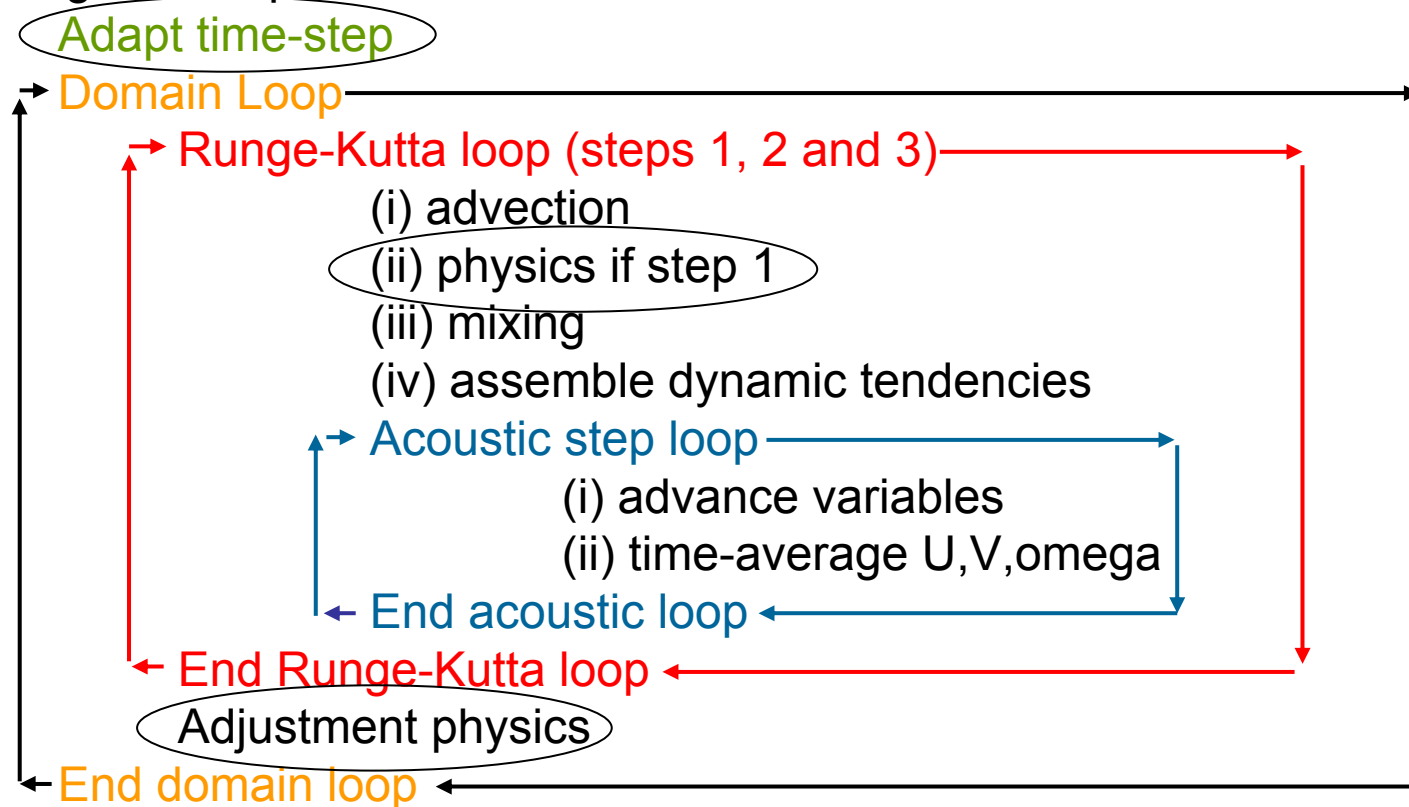 Adapt time-step
Domain Loop
Runge-Kutta loop (steps 1, 2 and 3)
(i) advection
(ii) physics if step 1
(iii) mixing
(iv) assemble dynamic tendencies
Acoustic step loop
(i) advance variables
(ii) time-average U,V,omega
End acoustic loop
End Runge-Kutta loop
Adjustment physics
End domain loop